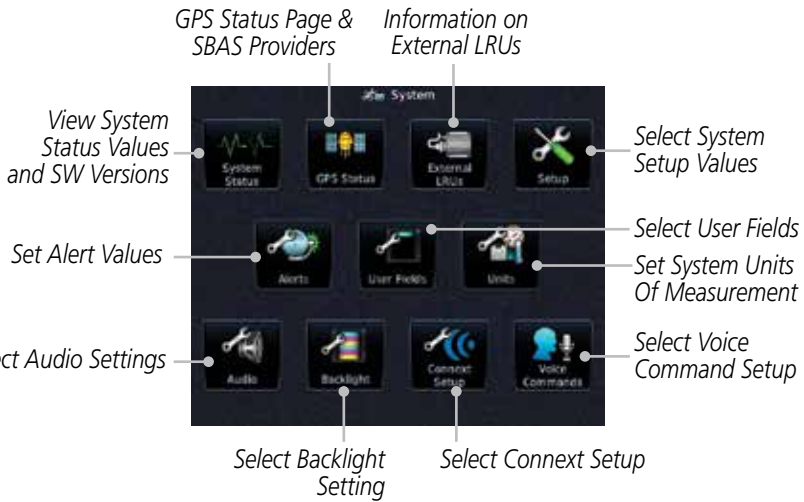 GPS Status Page &
SBAS Providers
Information on
External LRUs
System
View System
Status Values
and SW Versions
System
Status
GPS Status
External
LRUs
Setup
Select System
Setup Values
Set Alert Values
Alerts
User Fields
Units
Select User Fields
Set System Units
Of Measurement
Audio Settings
Audio
Backlight
Connext
Setup
Voice
Commands
Select Voice
Command Setup
Select Backlight
Setting
Select Connext Setup